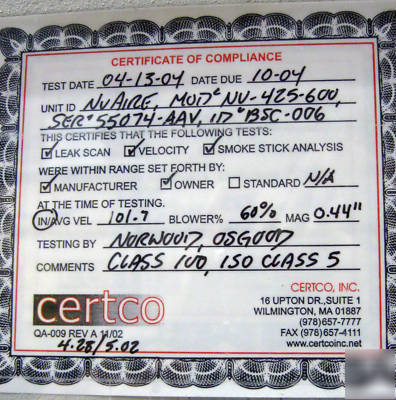 CERTIFICATE OF COMPLIANCE
TEST DATE 04-13-04 DATE DUE 10-04
UNIT ID NUAIRE, MOD# NU-425-600,
SER#55074-AAV, ID#BSC-006
THIS CERTIFIES THAT THE FOLLOWING TESTS:
LEAK SCAN VELOCITY SMOKE STICK ANALYSIS
WERE WITHIN RANGE SET FORTH BY:
MANUFACTURER OWNER STANDARD N/A
AT THE TIME OF TESTING.
IN/AVG VEL 101.7 BLOWER% 60% MAG 0.44"
TESTING BY NORWOOD, OSGOOD
COMMENTS CLASS 100, ISO CLASS 5
certco
CERTCO, INC.
16 UPTON DR., SUITE 1
WILMINGTON, MA 01887
(978)657-7777
QA-009 REV A 11/02
FAX (978)657-4111
www.certcoinc.net
4.28/5.02